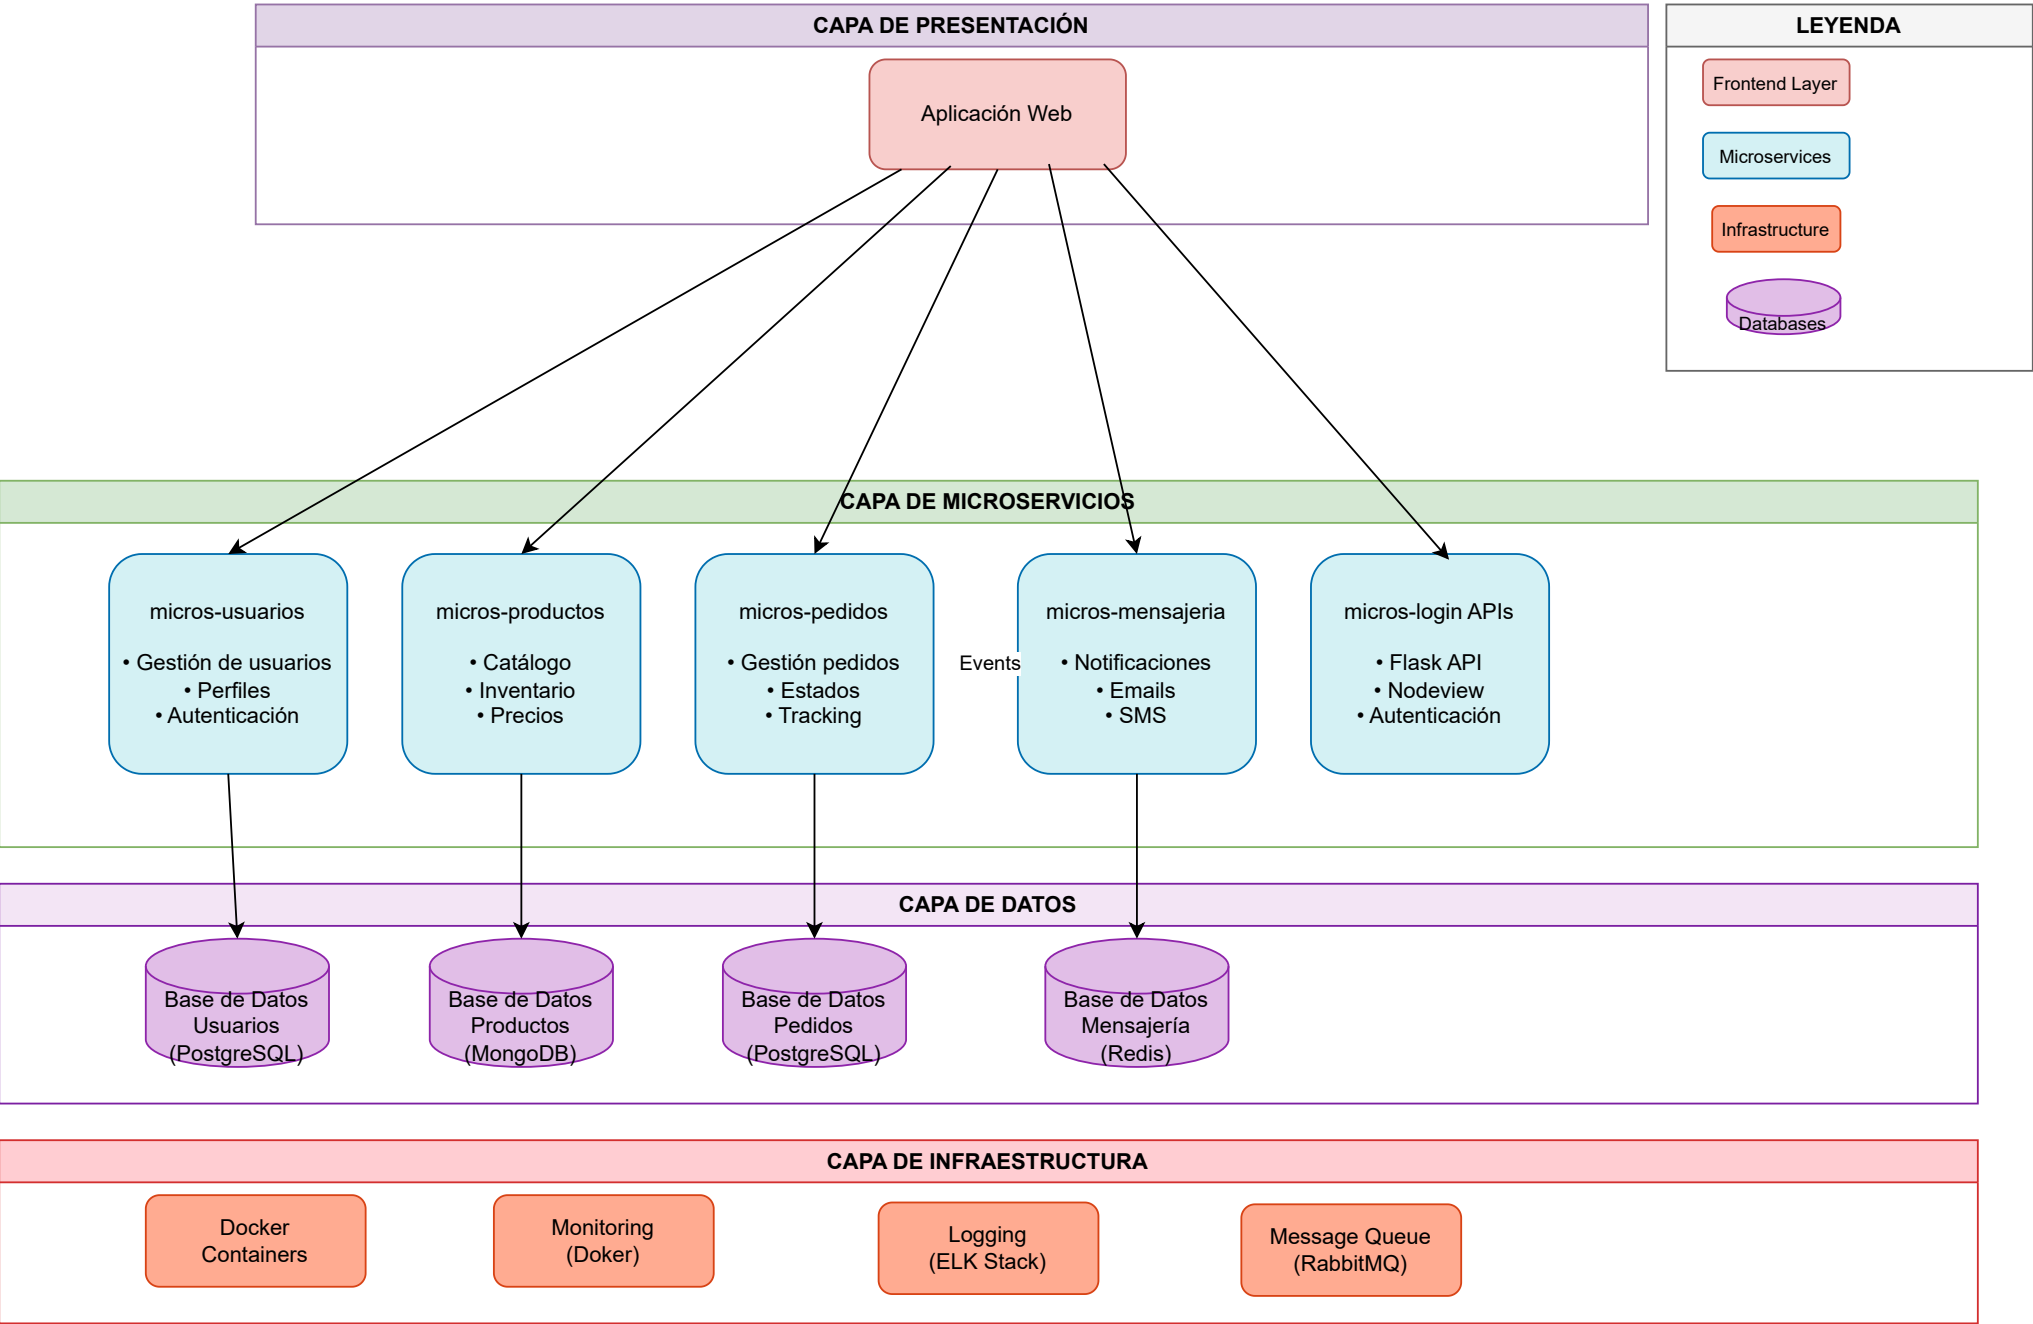 CAPA DE PRESENTACIÓN
Aplicación Web
LEYENDA
Frontend Layer
Microservices
Infrastructure
Databases
CAPA DE MICROSERVICIOS
micros-usuarios
• Gestión de usuarios
• Perfiles
• Autenticación
micros-productos
• Catálogo
• Inventario
• Precios
micros-pedidos
• Gestión pedidos
• Estados
• Tracking
Events
micros-mensajeria
• Notificaciones
• Emails
• SMS
micros-login APIs
• Flask API
• Nodeview
• Autenticación
CAPA DE DATOS
Base de Datos
Usuarios
(PostgreSQL)
Base de Datos
Productos
(MongoDB)
Base de Datos
Pedidos
(PostgreSQL)
Base de Datos
Mensajería
(Redis)
CAPA DE INFRAESTRUCTURA
Docker
Containers
Monitoring
(Doker)
Logging
(ELK Stack)
Message Queue
(RabbitMQ)